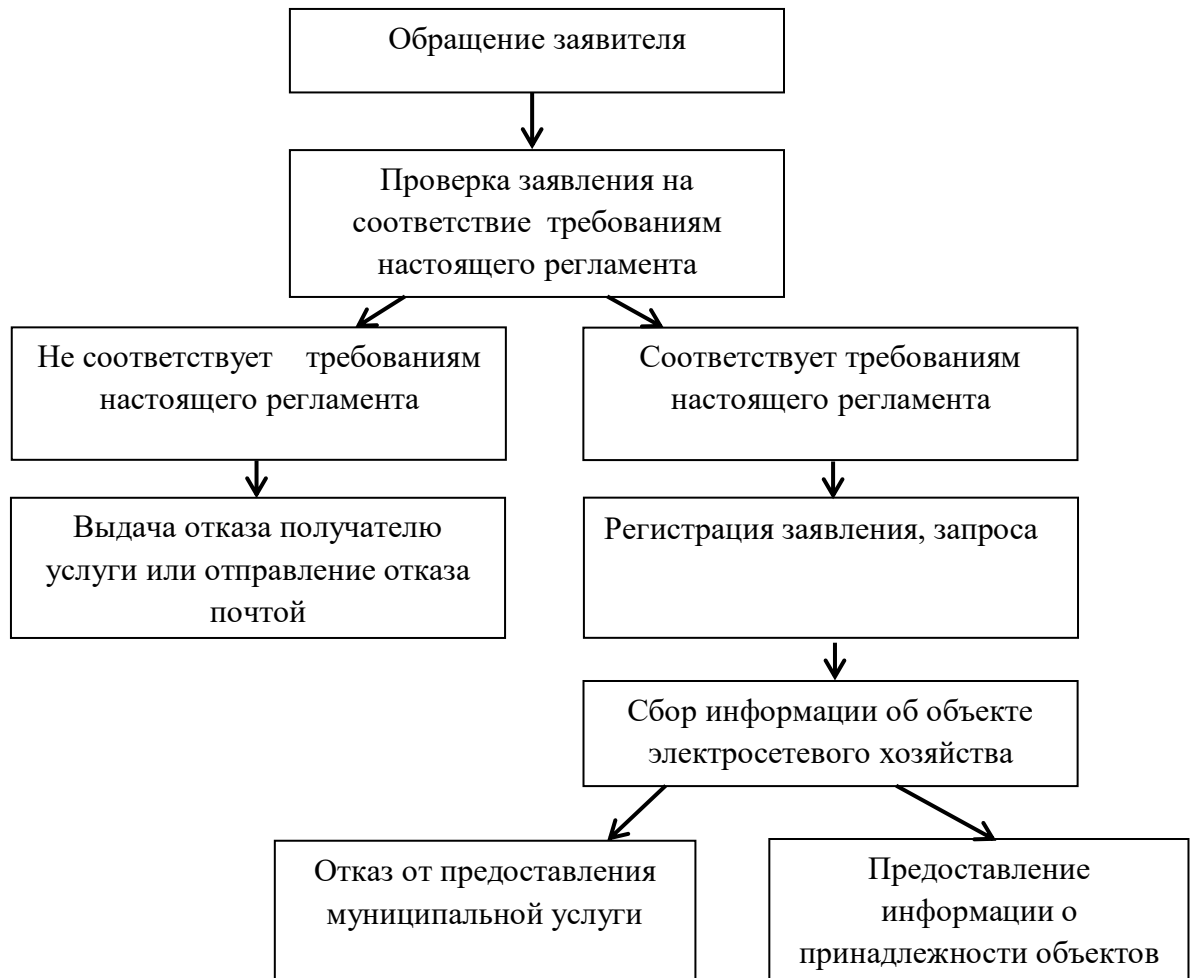 Обращение заявителя
Проверка заявления на
соответствие требованиям
настоящего регламента
Не соответствует требованиям
настоящего регламента
Соответствует требованиям
настоящего регламента
Выдача отказа получателю
услуги или отправление отказа
почтой
Регистрация заявления, запроса
Сбор информации об объекте
электросетевого хозяйства
Отказ от предоставления
муниципальной услуги
Предоставление
информации о
принадлежности объектов